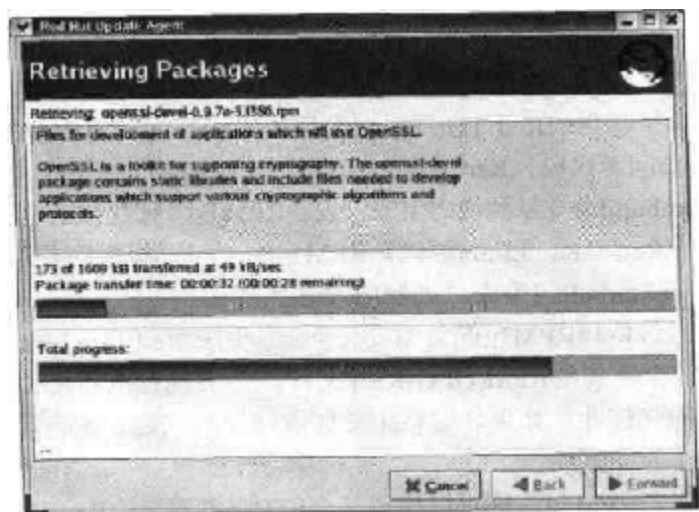 Red Hat Update Agent
Retrieving Packages
Retrieving: openssl-devel-0.9.7a-5.i386.rpm
Files for development of applications which will use OpenSSL.
OpenSSL is a toolkit for supporting cryptography. The openssl-devel
package contains static libraries and include files needed to develop
applications which support various cryptographic algorithms and
protocols.
173 of 1609 kB transferred at 49 kB/sec
Package transfer time: 00:00:32 (00:00:28 remaining)
Total progress:
...
Cancel
Back
Forward